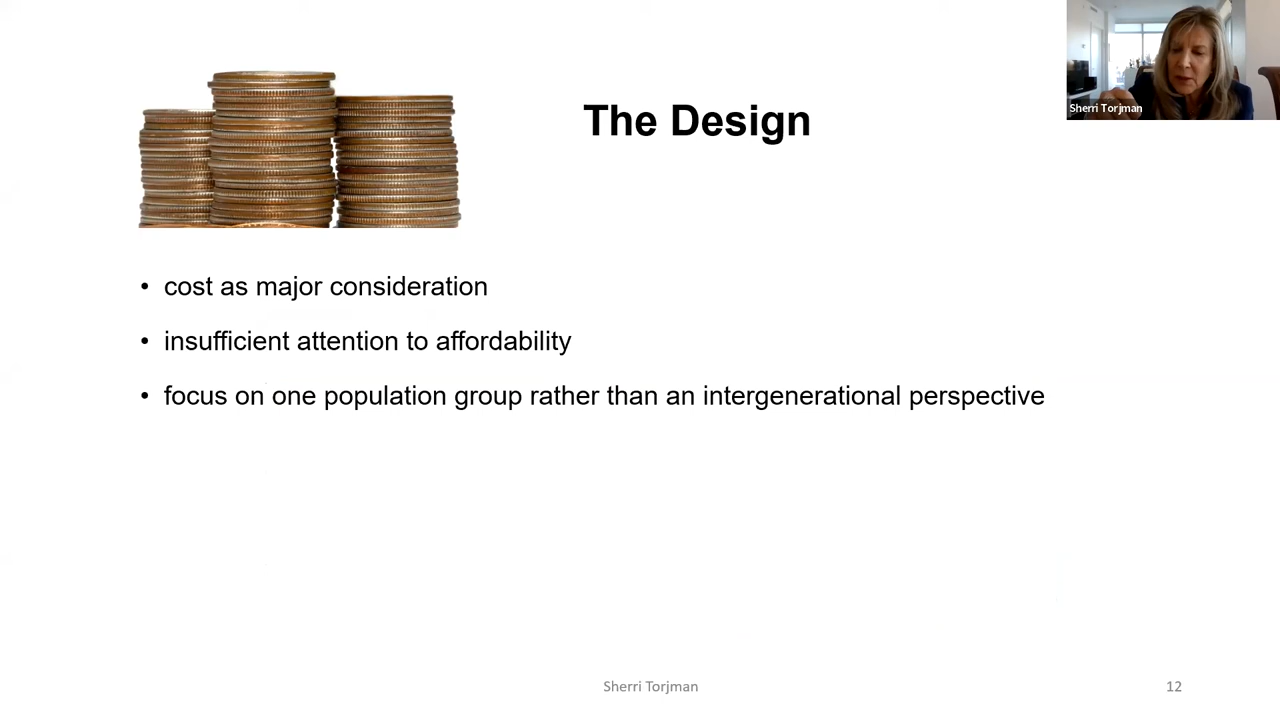 The Design
Sherri Torjman
• cost as major consideration
• insufficient attention to affordability
• focus on one population group rather than an intergenerational perspective
Sherri Torjman
12